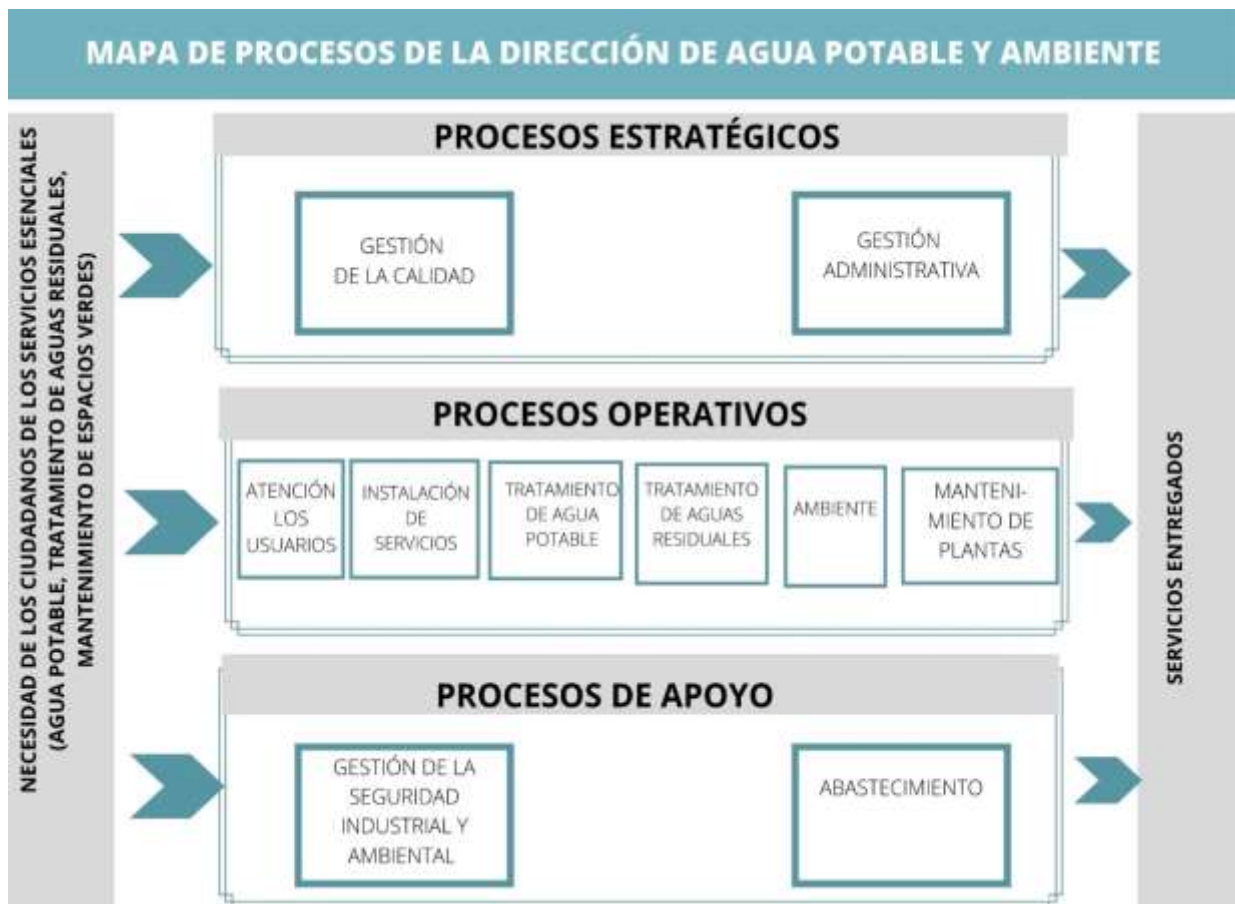 MAPA DE PROCESOS DE LA DIRECCIÓN DE AGUA POTABLE Y AMBIENTE
NECESIDAD DE LOS CIUDADANOS DE LOS SERVICIOS ESENCIALES
(AGUA POTABLE, TRATAMIENTO DE AGUAS RESIDUALES,
MANTENIMIENTO DE ESPACIOS VERDES)
PROCESOS ESTRATÉGICOS
GESTIÓN
DE LA CALIDAD
GESTIÓN
ADMINISTRATIVA
PROCESOS OPERATIVOS
ATENCIÓN
LOS
USUARIOS
INSTALACIÓN
DE
SERVICIOS
TRATAMIENTO
DE AGUA
POTABLE
TRATAMIENTO
DE AGUAS
RESIDUALES
AMBIENTE
MANTENI-
MIENTO DE
PLANTAS
PROCESOS DE APOYO
GESTIÓN DE LA
SEGURIDAD
INDUSTRIAL Y
AMBIENTAL
ABASTECIMIENTO
SERVICIOS ENTREGADOS